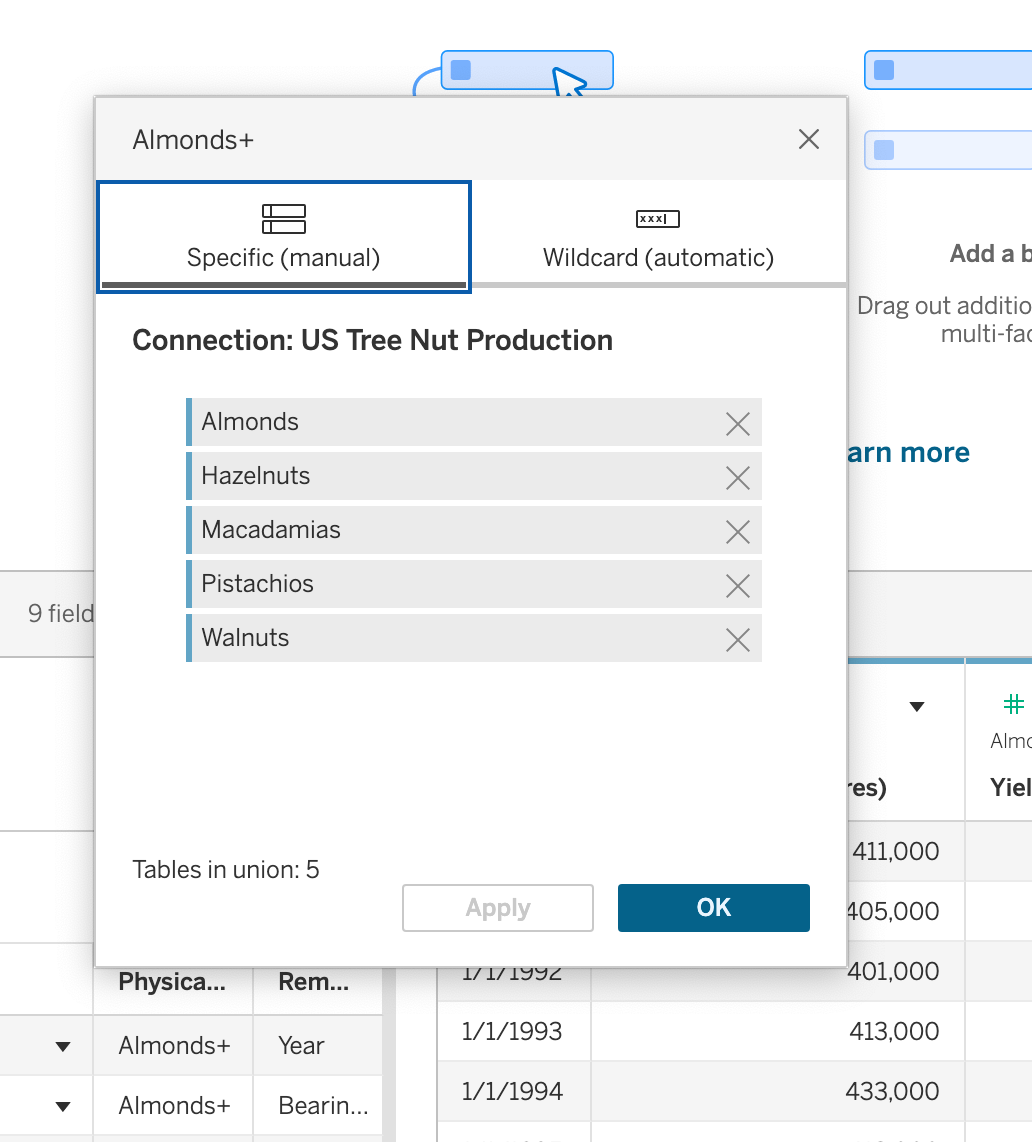 Almonds+
Specific (manual)
xxx
Wildcard (automatic)
Connection: US Tree Nut Production
Almonds
Hazelnuts
Macadamias
Pistachios
Walnuts
Tables in union: 5
Apply
OK
Add a b
Drag out additio
multi-fac
arn more
9 field
#
Almo
res)
Yiel
411,000
405,000
1/1/1992
401,000
1/1/1993
413,000
1/1/1994
433,000
Physica...
Rem...
Almonds+
Year
Almonds+
Bearin...